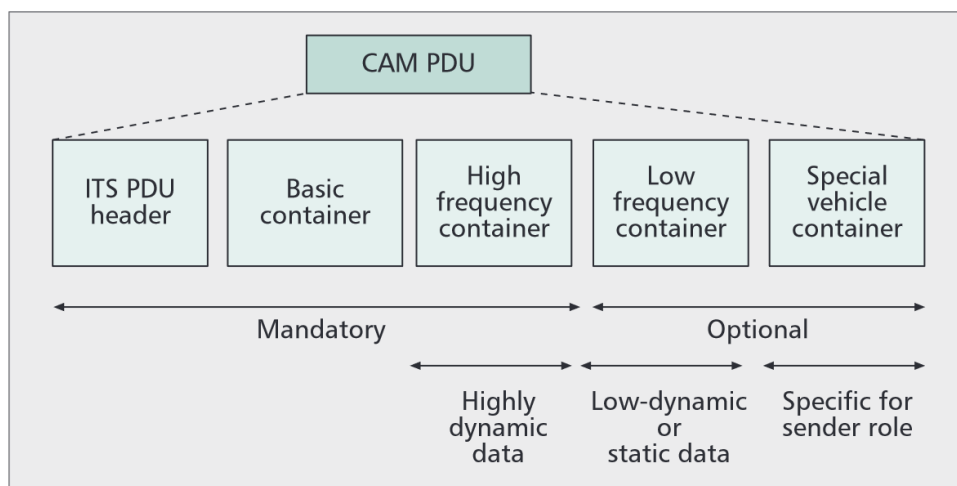 CAM PDU
ITS PDU
header
Basic
container
High
frequency
container
Low
frequency
container
Special
vehicle
container
Mandatory
Optional
Highly
dynamic
data
Low-dynamic
or
static data
Specific for
sender role